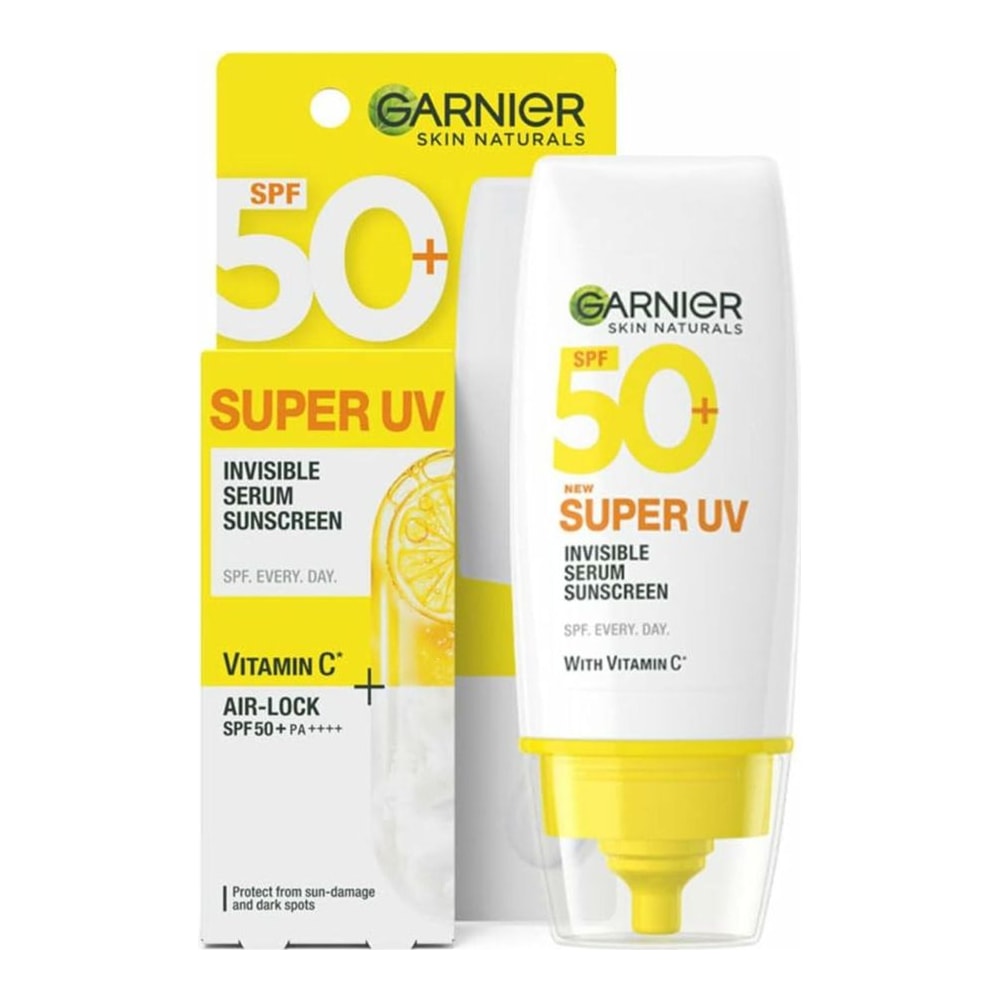 GARNIER
SKIN NATURALS
SPF
50+
SUPER UV
INVISIBLE
SERUM
SUNSCREEN
SPF. EVERY. DAY.
VITAMIN C*
+
AIR-LOCK
SPF50+ PA++++
Protect from sun-damage
and dark spots
GARNIER
SKIN NATURALS
SPF
50+
NEW
SUPER UV
INVISIBLE
SERUM
SUNSCREEN
SPF. EVERY. DAY.
WITH VITAMIN C*